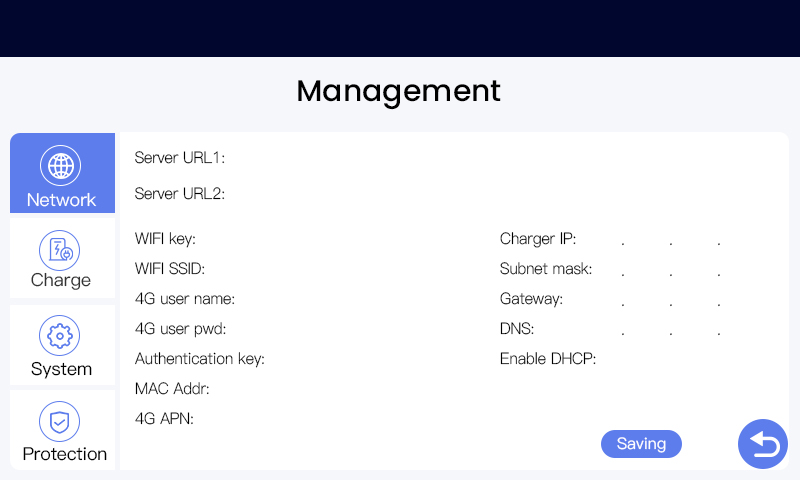 Management
Network
Charge
System
Protection
Server URL1:
Server URL2:
WIFI key:
WIFI SSID:
4G user name:
4G user pwd:
Authentication key:
MAC Addr:
4G APN:
Charger IP: . . .
Subnet mask: . . .
Gateway: . . .
DNS: . . .
Enable DHCP:
Saving